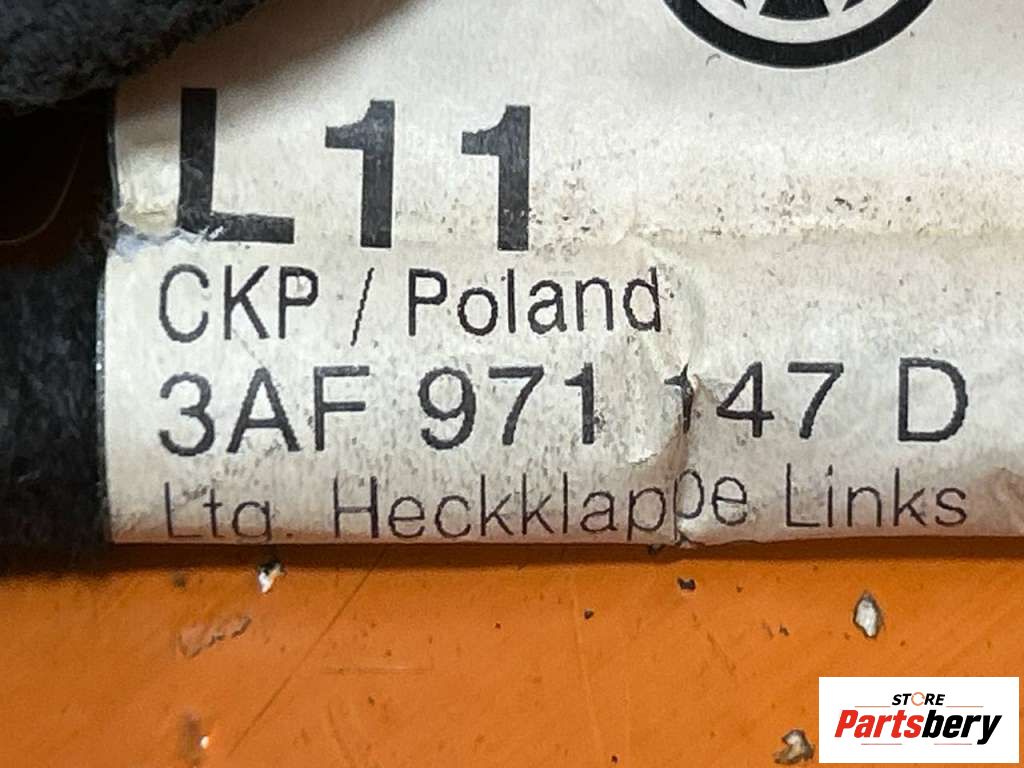 L11
CKP / Poland
3AF 971 147 D
Ltg. Heckklappe Links
STORE
Partsbery